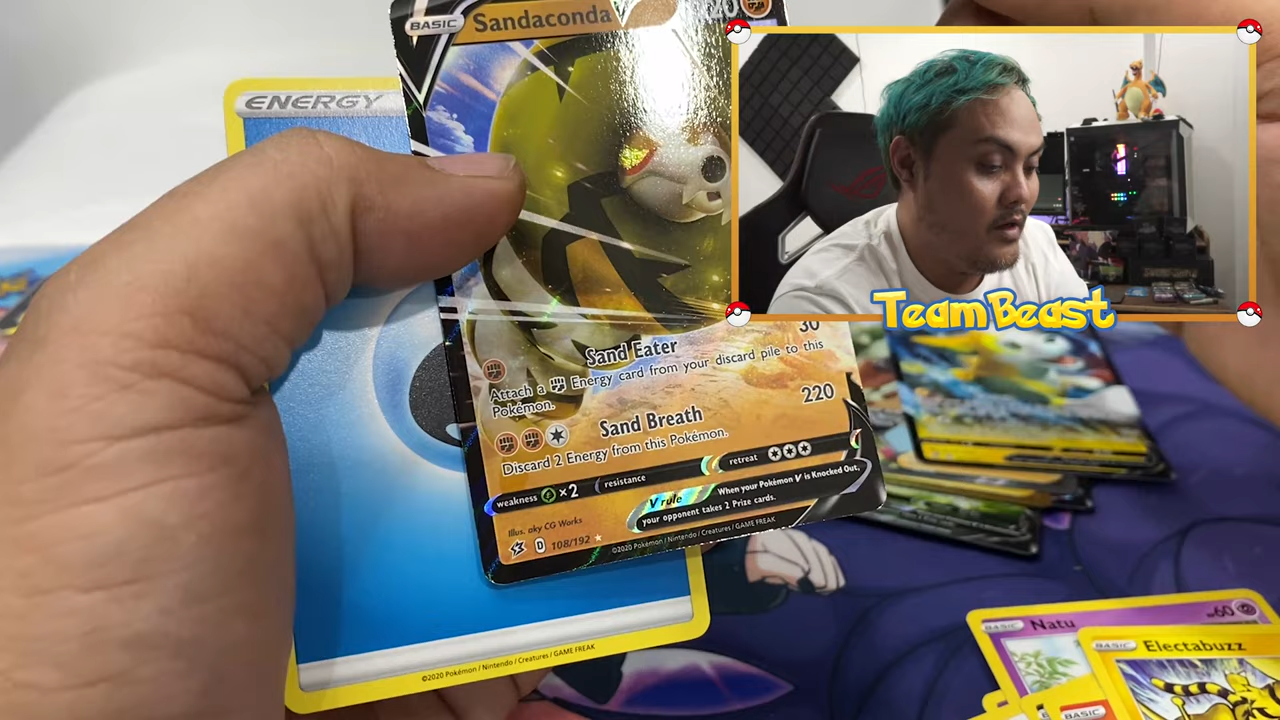 BASIC Sandaconda
ENERGY
TeamBeast
30
Sand Eater
Attach a Energy card from your discard pile to this
Pokémon.
Sand Breath 220
Discard 2 Energy from this Pokémon.
weakness ×2 resistance retreat
V rule When your Pokémon V is Knocked Out,
your opponent takes 2 Prize cards.
Illus. aky CG Works
D 108/192
©2020 Pokémon / Nintendo / Creatures / GAME FREAK
©2020 Pokémon / Nintendo / Creatures / GAME FREAK
BASIC Natu HP60
BASIC Electabuzz
BASIC